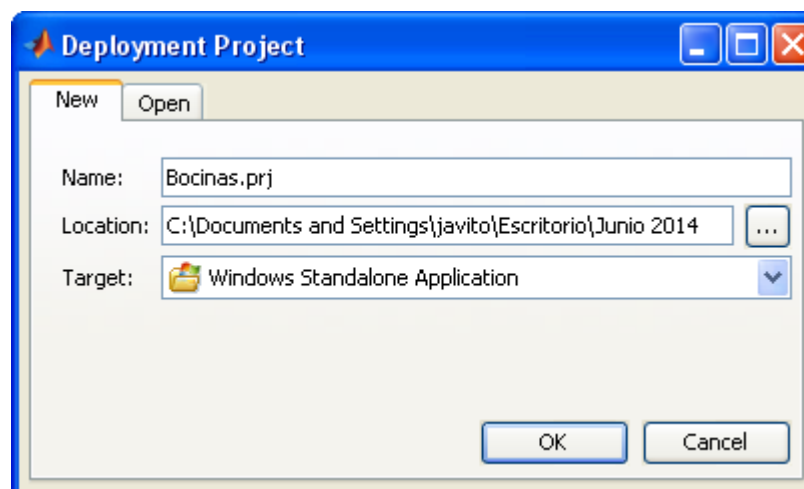 Deployment Project
New Open
Name: Bocinas.prj
Location: C:\Documents and Settings\javito\Escritorio\Junio 2014 ...
Target: Windows Standalone Application
OK Cancel